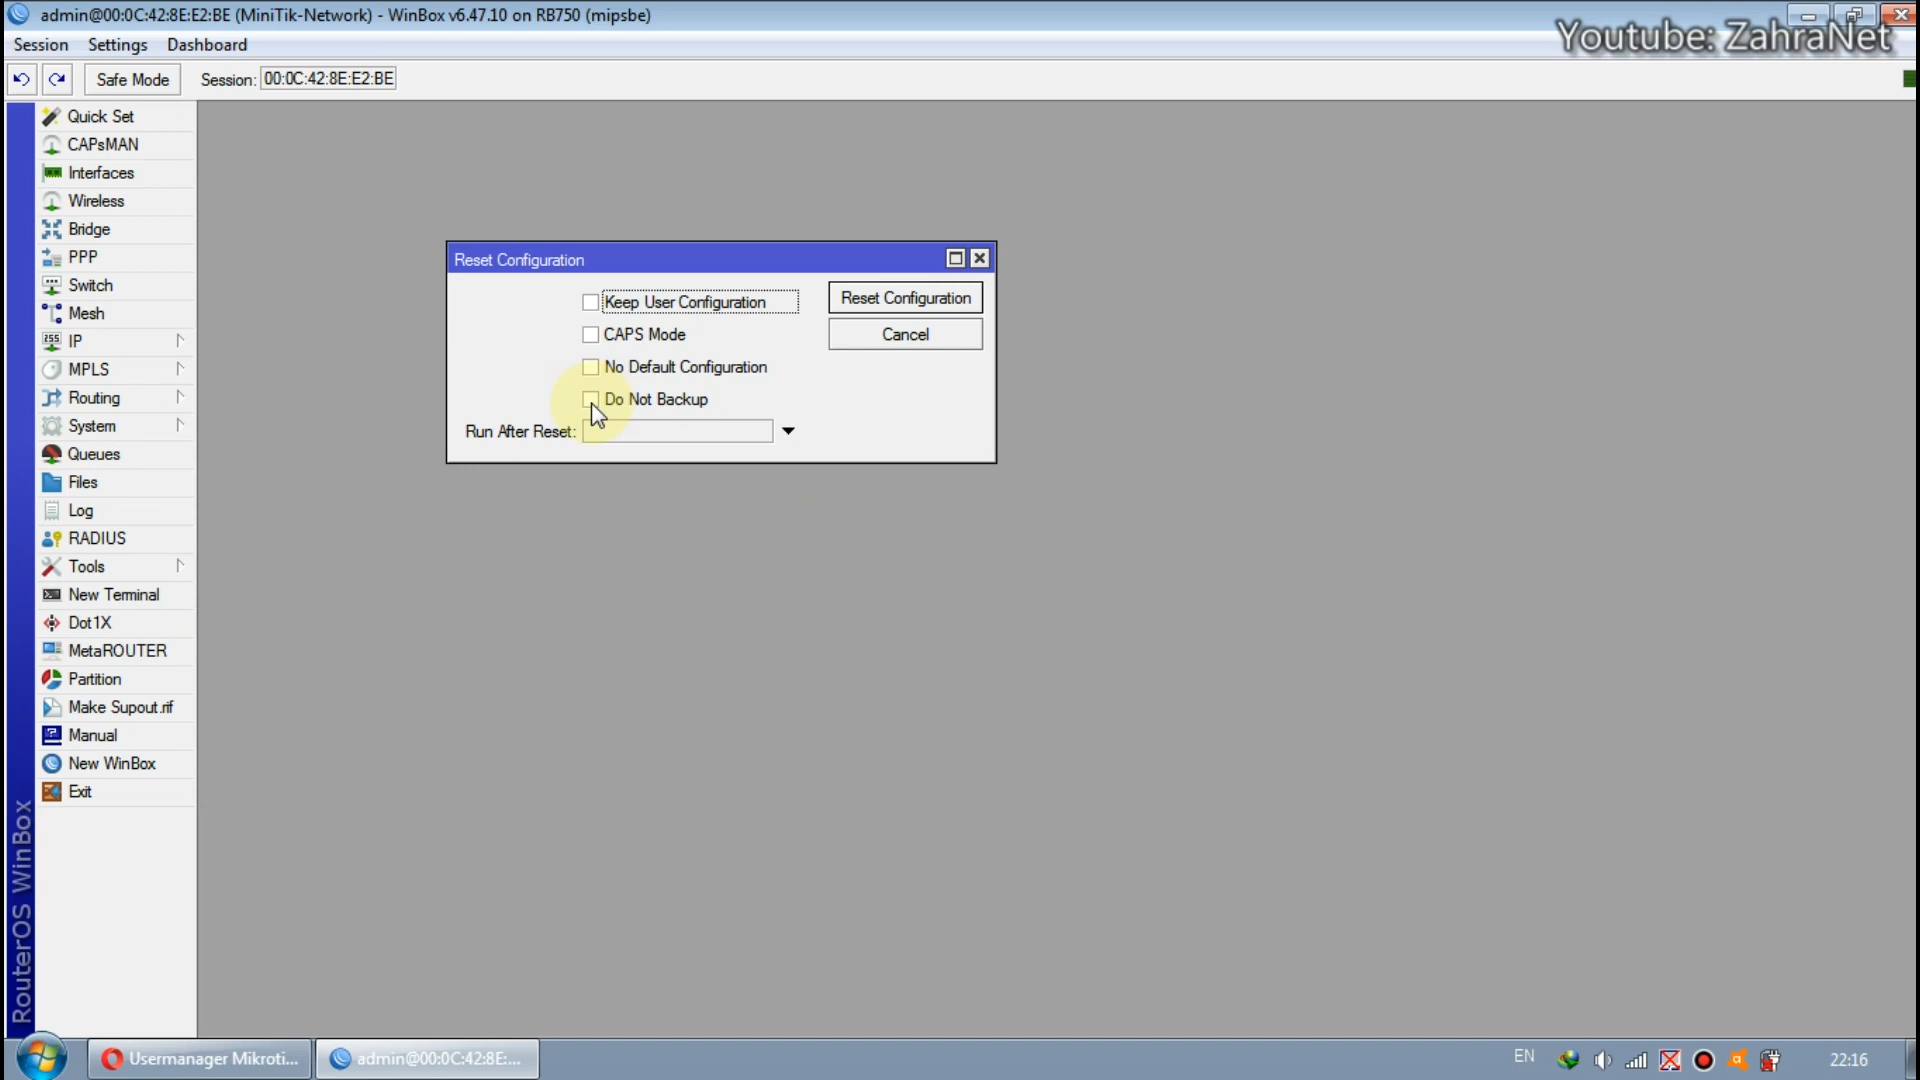 admin@00:0C:42:8E:E2:BE (MiniTik-Network) - WinBox v6.47.10 on RB750 (mipsbe)
Youtube: ZahraNet
Session Settings Dashboard
Safe Mode Session: 00:0C:42:8E:E2:BE
Quick Set
CAPsMAN
Interfaces
Wireless
Bridge
PPP
Switch
Mesh
255 IP
MPLS
Routing
System
Queues
Files
Log
RADIUS
Tools
New Terminal
Dot1X
MetaROUTER
Partition
Make Supout.rif
Manual
New WinBox
Exit
RouterOS WinBox
Reset Configuration
Keep User Configuration
CAPS Mode
No Default Configuration
Do Not Backup
Run After Reset:
Reset Configuration
Cancel
Usermanager Mikroti...
admin@00:0C:42:8E:...
EN
22:16